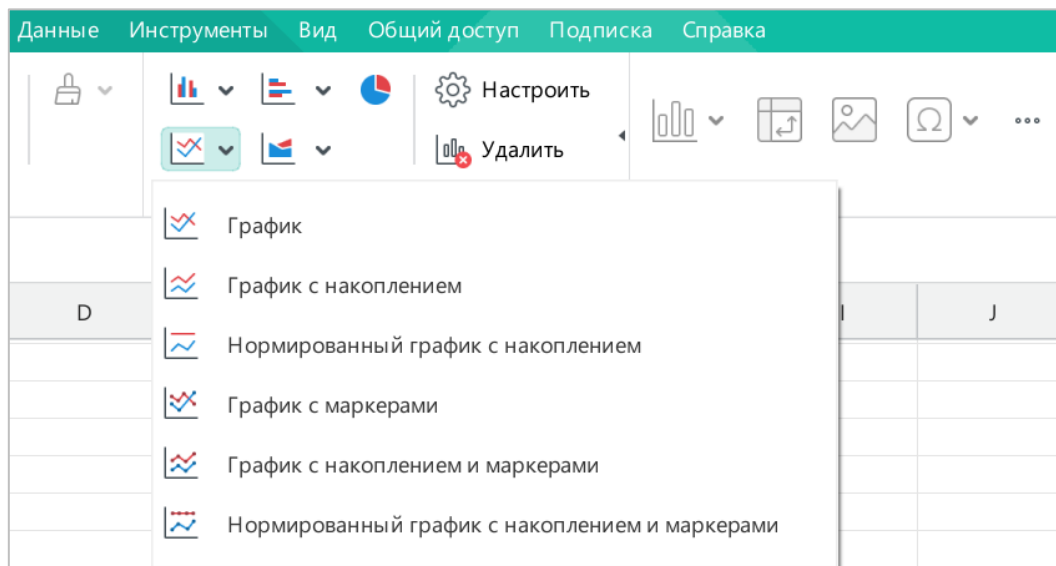 Данные Инструменты Вид Общий доступ Подписка Справка
Настроить
Ω
Удалить
График
График с накоплением
D
I
J
Нормированный график с накоплением
График с маркерами
График с накоплением и маркерами
Нормированный график с накоплением и маркерами